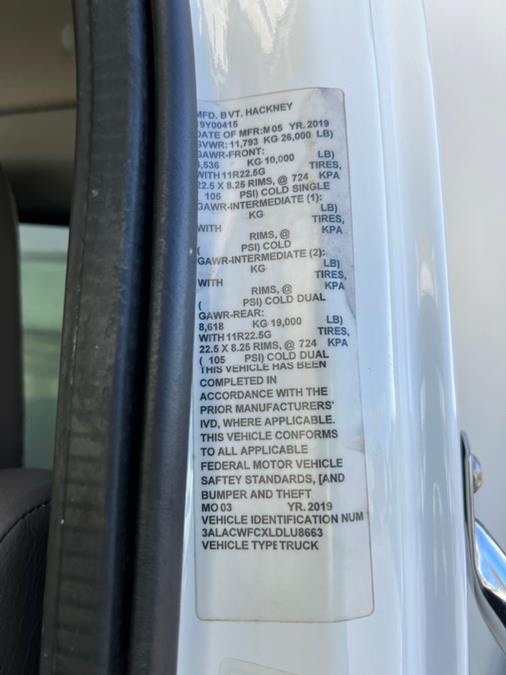 MFD. BY VT. HACKNEY
19Y00415
DATE OF MFR: M 05 YR. 2019
GVWR: 11,793 KG 26,000 LB)
GAWR-FRONT:
4,536 KG 10,000 LB)
WITH 11R22.5G TIRES,
22.5 X 8.25 RIMS, @ 724 KPA
( 105 PSI) COLD SINGLE
GAWR-INTERMEDIATE (1):
KG LB)
WITH TIRES,
RIMS, @ KPA
( PSI) COLD
GAWR-INTERMEDIATE (2):
KG LB)
WITH TIRES,
RIMS, @ KPA
( PSI) COLD DUAL
GAWR-REAR:
8,618 KG 19,000 LB)
WITH 11R22.5G TIRES,
22.5 X 8.25 RIMS, @ 724 KPA
( 105 PSI) COLD DUAL
THIS VEHICLE HAS BEEN
COMPLETED IN
ACCORDANCE WITH THE
PRIOR MANUFACTURERS'
IVD, WHERE APPLICABLE.
THIS VEHICLE CONFORMS
TO ALL APPLICABLE
FEDERAL MOTOR VEHICLE
SAFTEY STANDARDS, [AND
BUMPER AND THEFT
MO 03 YR. 2019
VEHICLE IDENTIFICATION NUM
3ALACWFCXLDLU8663
VEHICLE TYPE TRUCK